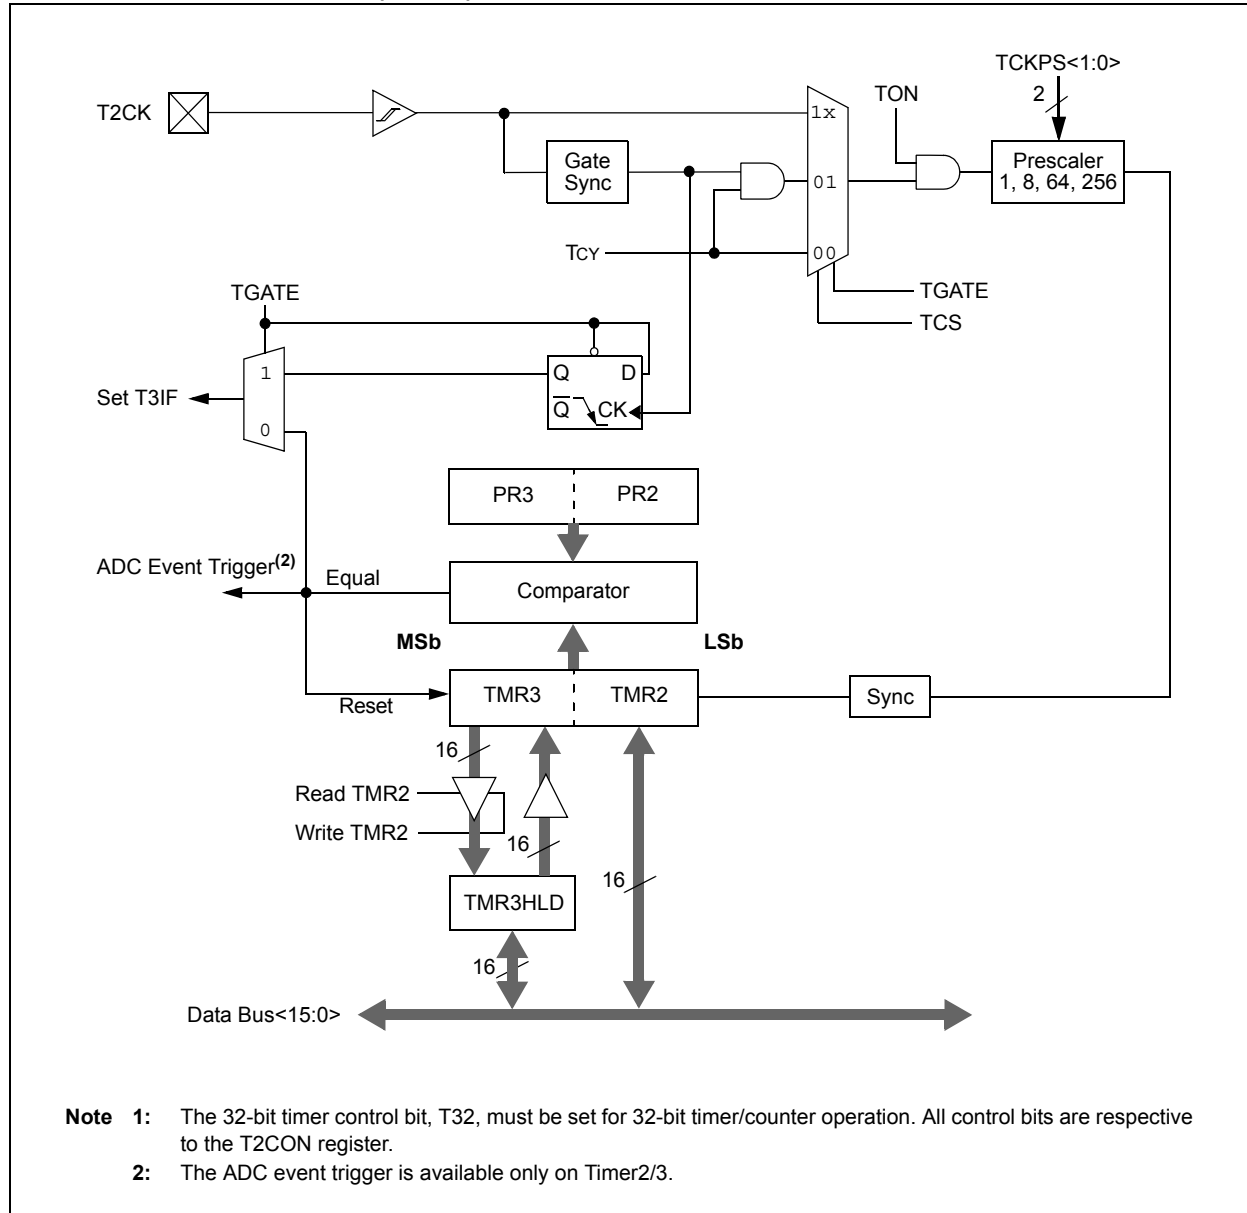 TCKPS<1:0>
2
TON
T2CK
1x
Gate
Sync
Prescaler
1, 8, 64, 256
01
TCY
00
TGATE
TCS
TGATE
1
Q D
Set T3IF
Q CK
0
PR3 PR2
ADC Event Trigger(2)
Equal
Comparator
MSb LSb
TMR3 TMR2
Sync
Reset
16
Read TMR2
Write TMR2
16
16
TMR3HLD
16
Data Bus<15:0>
Note 1: The 32-bit timer control bit, T32, must be set for 32-bit timer/counter operation. All control bits are respective
to the T2CON register.
2: The ADC event trigger is available only on Timer2/3.